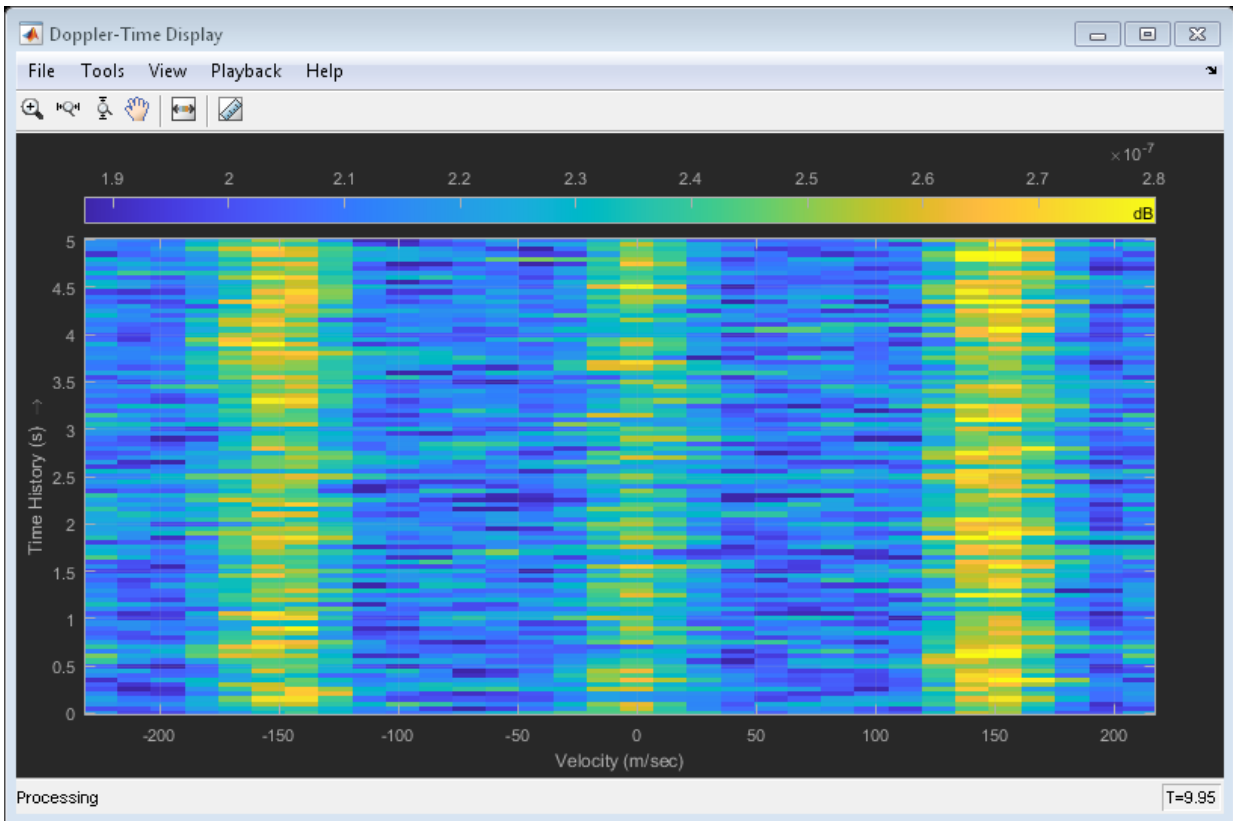 Doppler-Time Display
File Tools View Playback Help
×10-7
1.9 2 2.1 2.2 2.3 2.4 2.5 2.6 2.7 2.8
dB
5
4.5
4
3.5
3
2.5
2
1.5
1
0.5
0
Time History (s) →
-200 -150 -100 -50 0 50 100 150 200
Velocity (m/sec)
Processing T=9.95